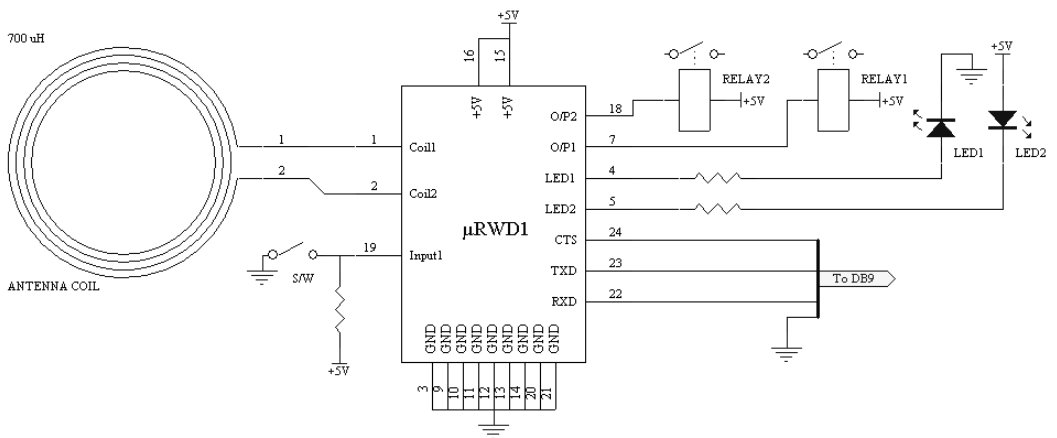 700 uH
ANTENNA COIL
1
2
1
2
19
S/W
+5V
+5V
16
15
+5V
+5V
Coil1
Coil2
Input1
µRWD1
O/P2
O/P1
LED1
LED2
CTS
TXD
RXD
18
7
4
5
24
23
22
GND
GND
GND
GND
GND
GND
GND
GND
GND
3
9
10
11
12
13
14
20
21
RELAY2
+5V
RELAY1
+5V
LED1
+5V
LED2
To DB9